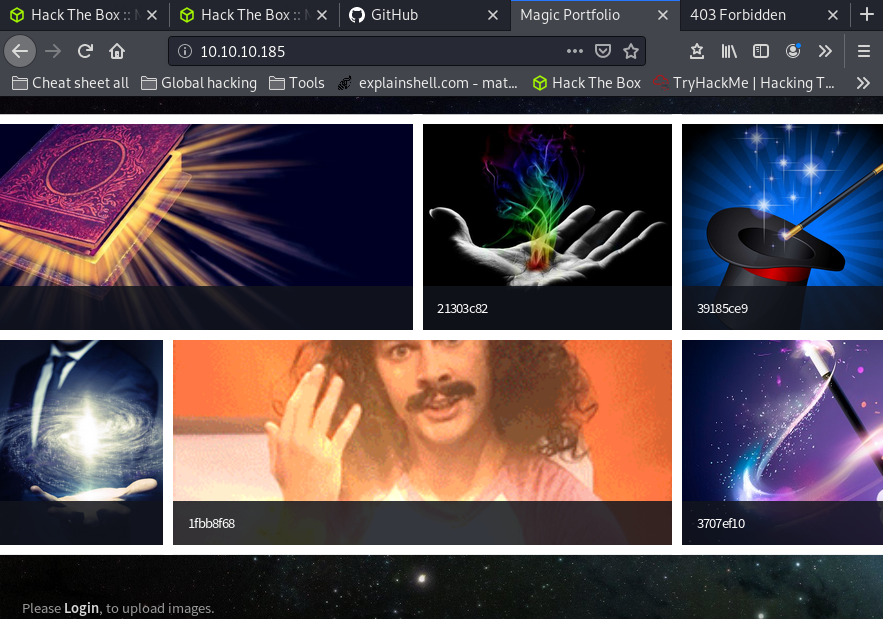 Hack The Box :: M
Hack The Box :: M
GitHub
Magic Portfolio
403 Forbidden
10.10.10.185
Cheat sheet all
Global hacking
Tools
explainshell.com - mat...
Hack The Box
TryHackMe | Hacking T...
21303c82
39185ce9
1fbb8f68
3707ef10
Please Login, to upload images.